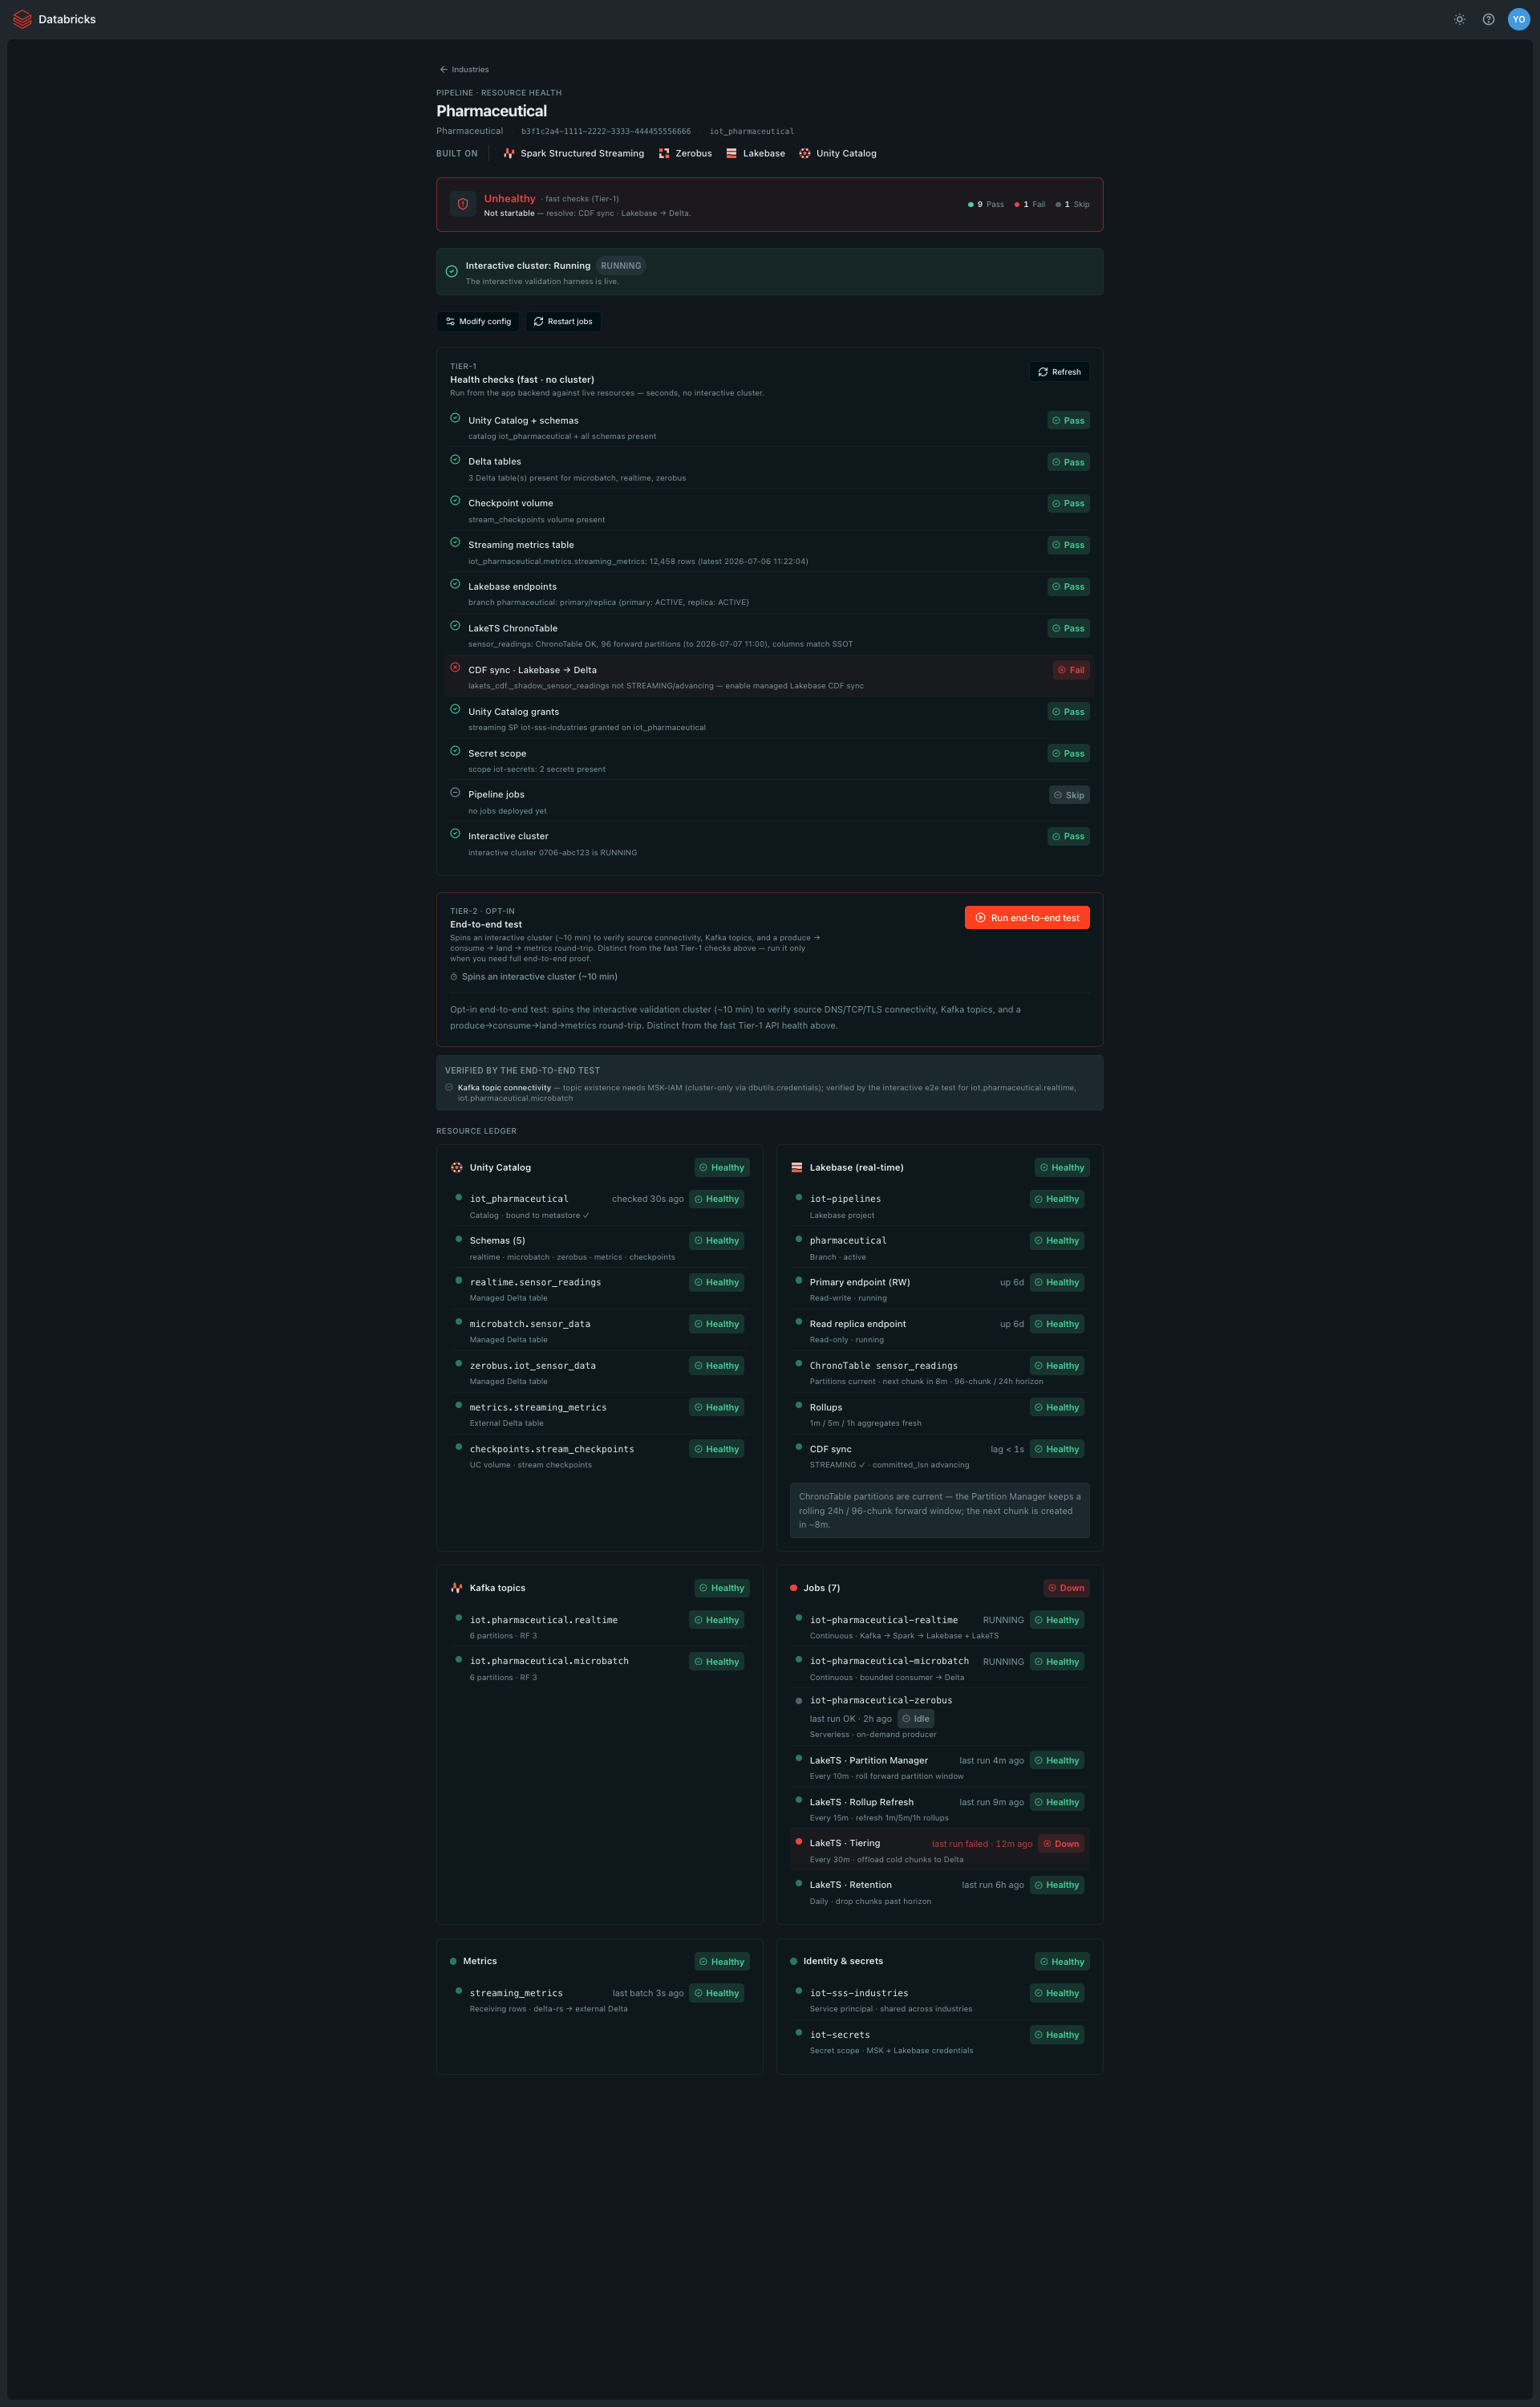 Databricks
YO
Industries
PIPELINE · RESOURCE HEALTH
Pharmaceutical
Pharmaceutical b3f1c2a4-1111-2222-3333-444455556666 · iot_pharmaceutical
BUILT ON Spark Structured Streaming Zerobus Lakebase Unity Catalog
Unhealthy · fast checks (Tier-1)
Not startable — resolve: CDF sync · Lakebase → Delta.
9 Pass 1 Fail 1 Skip
Interactive cluster: Running RUNNING
The interactive validation harness is live.
Modify config Restart jobs
TIER-1
Health checks (fast · no cluster)
Run from the app backend against live resources — seconds, no interactive cluster.
Refresh
Unity Catalog + schemas Pass
catalog iot_pharmaceutical + all schemas present
Delta tables Pass
3 Delta table(s) present for microbatch, realtime, zerobus
Checkpoint volume Pass
stream_checkpoints volume present
Streaming metrics table Pass
iot_pharmaceutical.metrics.streaming_metrics: 12,458 rows (latest 2026-07-06 11:22:04)
Lakebase endpoints Pass
branch pharmaceutical: primary/replica {primary: ACTIVE, replica: ACTIVE}
LakeTS ChronoTable Pass
sensor_readings: ChronoTable OK, 96 forward partitions (to 2026-07-07 11:00), columns match SSOT
CDF sync · Lakebase → Delta Fail
lakets_cdf._shadow_sensor_readings not STREAMING/advancing — enable managed Lakebase CDF sync
Unity Catalog grants Pass
streaming SP iot-sss-industries granted on iot_pharmaceutical
Secret scope Pass
scope iot-secrets: 2 secrets present
Pipeline jobs Skip
no jobs deployed yet
Interactive cluster Pass
interactive cluster 0706-abc123 is RUNNING
TIER-2 · OPT-IN
End-to-end test
Spins an interactive cluster (~10 min) to verify source connectivity, Kafka topics, and a produce →
consume → land → metrics round-trip. Distinct from the fast Tier-1 checks above — run it only
when you need full end-to-end proof.
Run end-to-end test
Spins an interactive cluster (~10 min)
Opt-in end-to-end test: spins the interactive validation cluster (~10 min) to verify source DNS/TCP/TLS connectivity, Kafka topics, and a
produce→consume→land→metrics round-trip. Distinct from the fast Tier-1 API health above.
VERIFIED BY THE END-TO-END TEST
Kafka topic connectivity — topic existence needs MSK-IAM (cluster-only via dbutils.credentials); verified by the interactive e2e test for iot.pharmaceutical.realtime,
iot.pharmaceutical.microbatch
RESOURCE LEDGER
Unity Catalog Healthy
iot_pharmaceutical checked 30s ago Healthy
Catalog · bound to metastore ✓
Schemas (5) Healthy
realtime · microbatch · zerobus · metrics · checkpoints
realtime.sensor_readings Healthy
Managed Delta table
microbatch.sensor_data Healthy
Managed Delta table
zerobus.iot_sensor_data Healthy
Managed Delta table
metrics.streaming_metrics Healthy
External Delta table
checkpoints.stream_checkpoints Healthy
UC volume · stream checkpoints
Lakebase (real-time) Healthy
iot-pipelines Healthy
Lakebase project
pharmaceutical Healthy
Branch · active
Primary endpoint (RW) up 6d Healthy
Read-write · running
Read replica endpoint up 6d Healthy
Read-only · running
ChronoTable sensor_readings Healthy
Partitions current · next chunk in 8m · 96-chunk / 24h horizon
Rollups Healthy
1m / 5m / 1h aggregates fresh
CDF sync lag < 1s Healthy
STREAMING ✓ · committed_lsn advancing
ChronoTable partitions are current — the Partition Manager keeps a
rolling 24h / 96-chunk forward window; the next chunk is created
in ~8m.
Kafka topics Healthy
iot.pharmaceutical.realtime Healthy
6 partitions · RF 3
iot.pharmaceutical.microbatch Healthy
6 partitions · RF 3
Jobs (7) Down
iot-pharmaceutical-realtime RUNNING Healthy
Continuous · Kafka → Spark → Lakebase + LakeTS
iot-pharmaceutical-microbatch RUNNING Healthy
Continuous · bounded consumer → Delta
iot-pharmaceutical-zerobus
last run OK · 2h ago Idle
Serverless · on-demand producer
LakeTS · Partition Manager last run 4m ago Healthy
Every 10m · roll forward partition window
LakeTS · Rollup Refresh last run 9m ago Healthy
Every 15m · refresh 1m/5m/1h rollups
LakeTS · Tiering last run failed · 12m ago Down
Every 30m · offload cold chunks to Delta
LakeTS · Retention last run 6h ago Healthy
Daily · drop chunks past horizon
Metrics Healthy
streaming_metrics last batch 3s ago Healthy
Receiving rows · delta-rs → external Delta
Identity & secrets Healthy
iot-sss-industries Healthy
Service principal · shared across industries
iot-secrets Healthy
Secret scope · MSK + Lakebase credentials